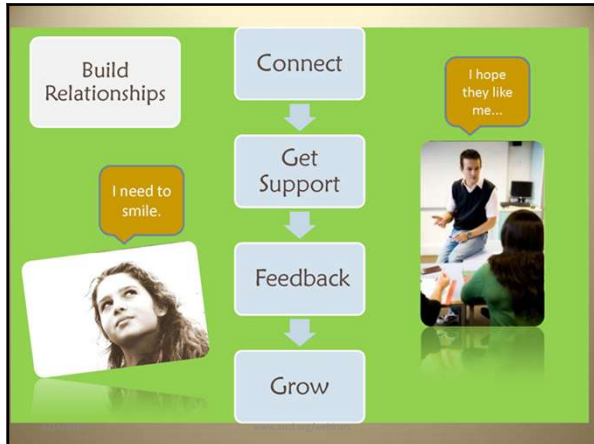 Build
Relationships
Connect
I hope
they like
me...
Get
Support
I need to
smile.
Feedback
Grow